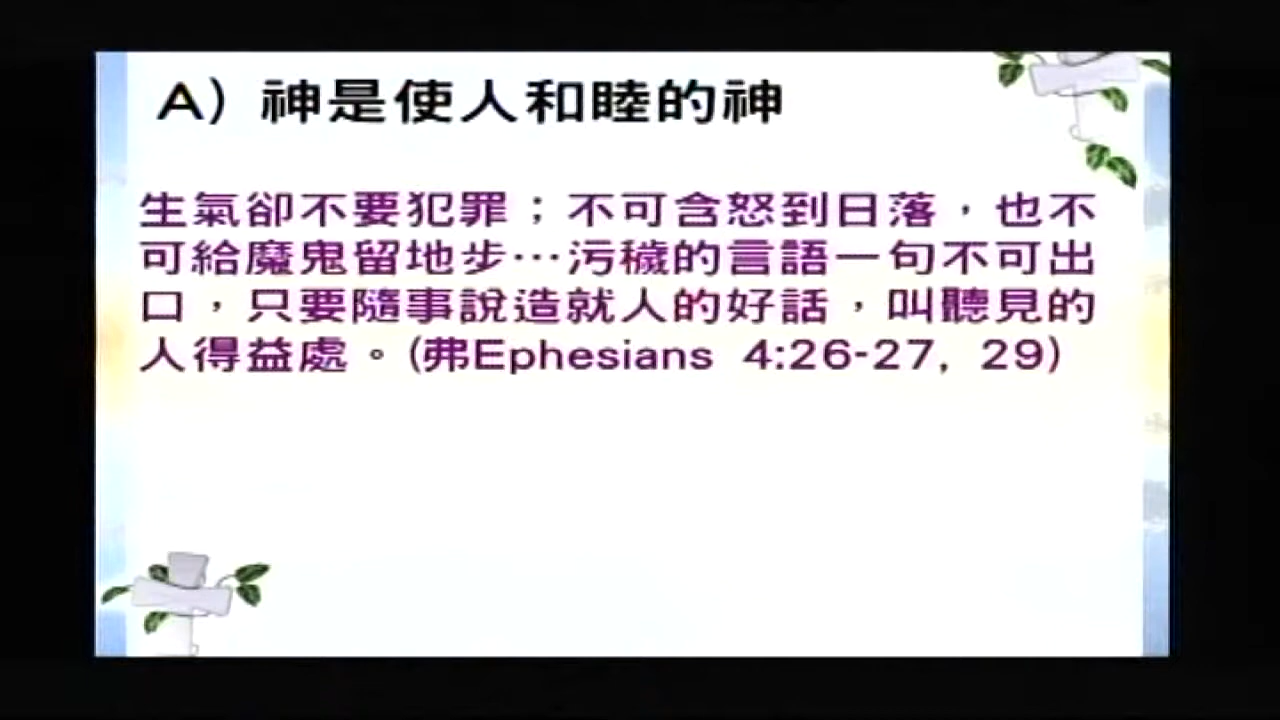 A) 神是使人和睦的神
生氣卻不要犯罪；不可含怒到日落，也不
可給魔鬼留地步…污穢的言語一句不可出
口，只要隨事說造就人的好話，叫聽見的
人得益處。(弗Ephesians 4:26-27, 29)